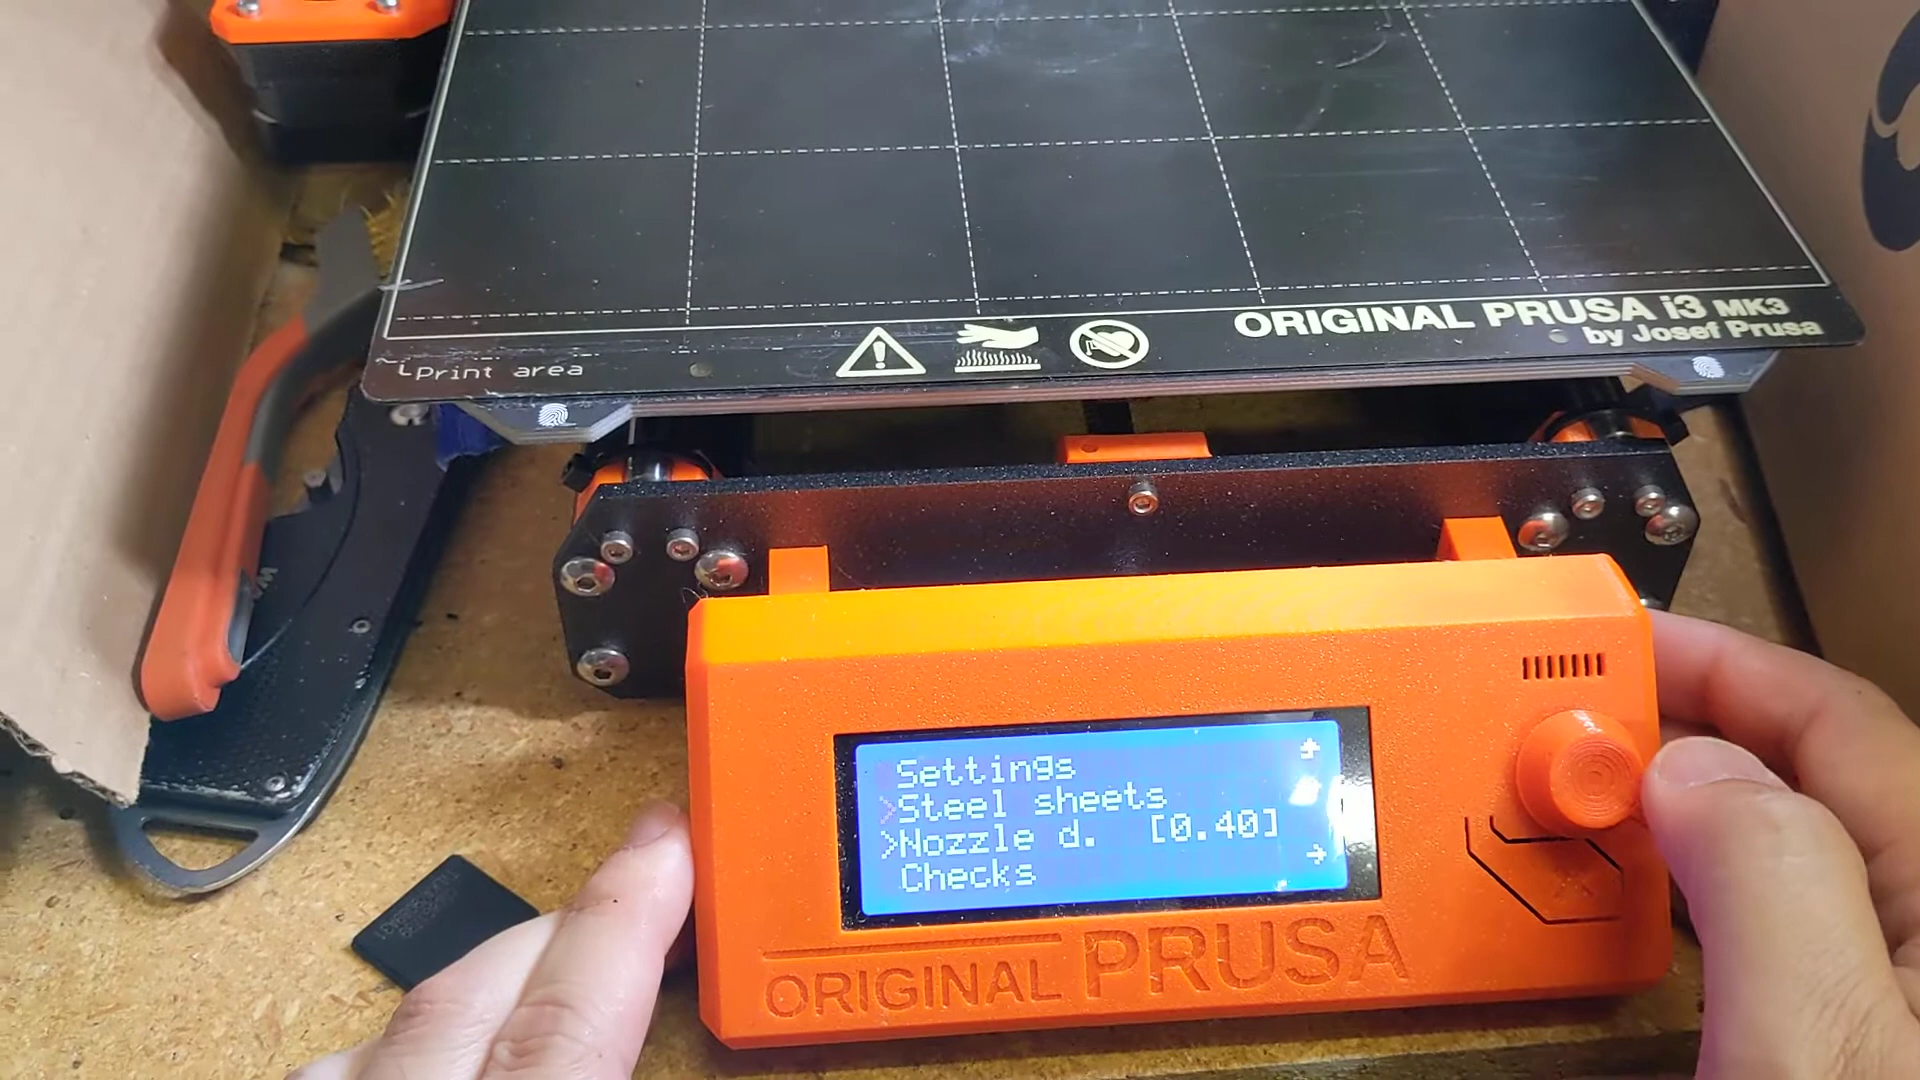 ORIGINAL PRUSA i3 MK3
by Josef Prusa
Print area
Settings
>Steel sheets
>Nozzle d. [0.40]
Checks
ORIGINAL PRUSA